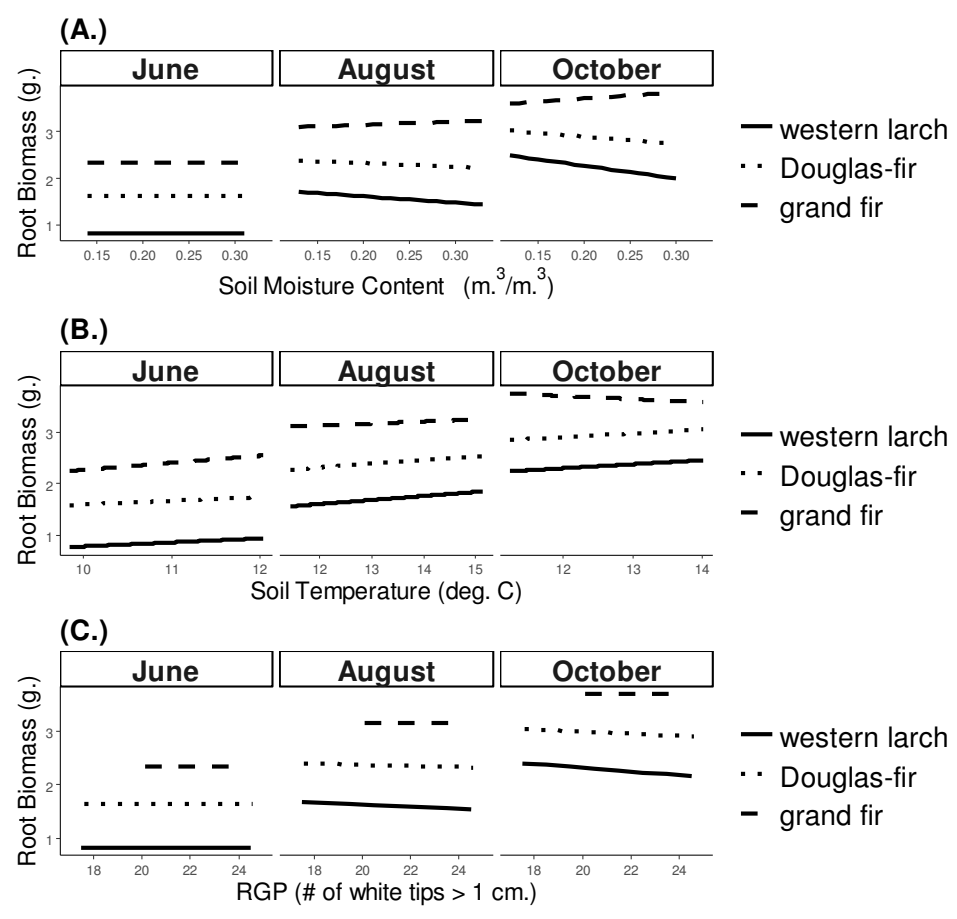 (A.)
June August October
Root Biomass (g.)
3
2
1
0.15 0.20 0.25 0.30 0.15 0.20 0.25 0.30 0.15 0.20 0.25 0.30
Soil Moisture Content (m.³/m.³)
western larch
Douglas-fir
grand fir
(B.)
June August October
Root Biomass (g.)
3
2
1
10 11 12 12 13 14 15 12 13 14
Soil Temperature (deg. C)
western larch
Douglas-fir
grand fir
(C.)
June August October
Root Biomass (g.)
3
2
1
18 20 22 24 18 20 22 24 18 20 22 24
RGP (# of white tips > 1 cm.)
western larch
Douglas-fir
grand fir